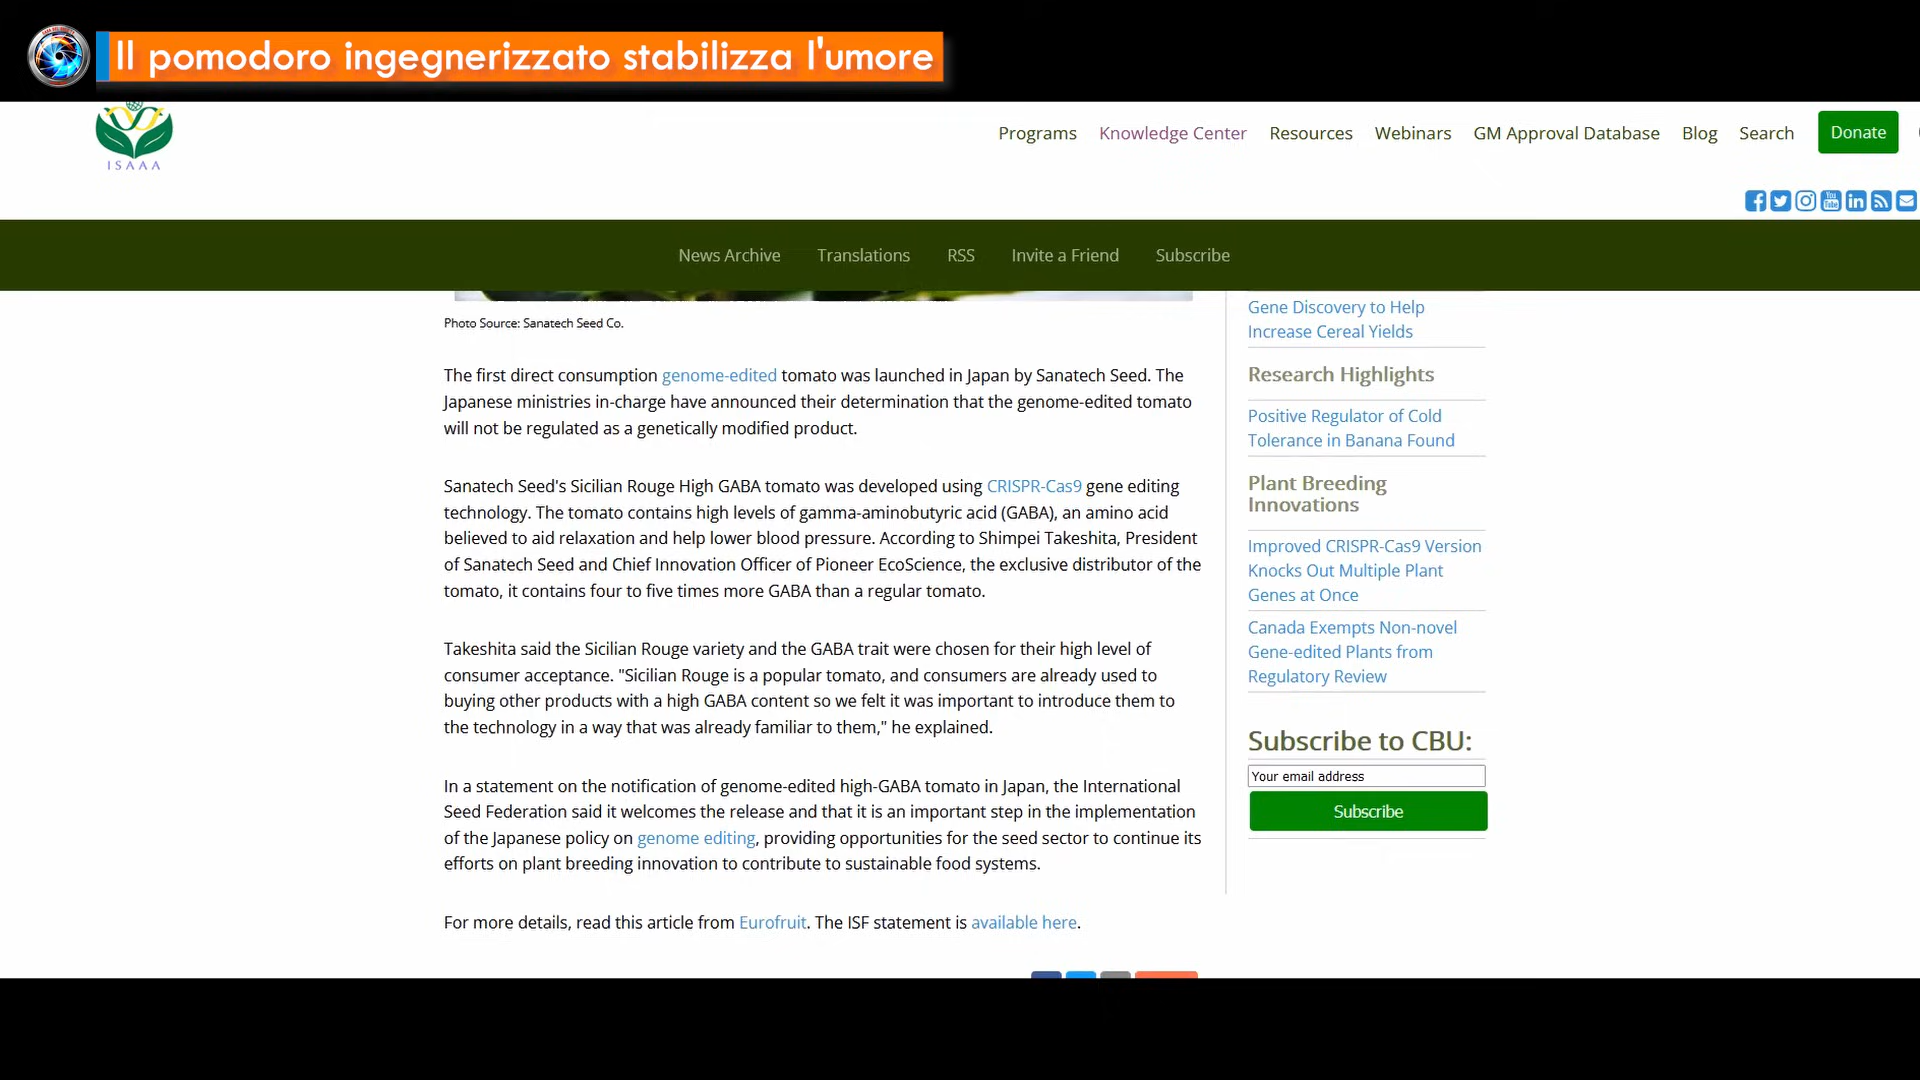 Il pomodoro ingegnerizzato stabilizza l'umore
ISAAA
Programs Knowledge Center Resources Webinars GM Approval Database Blog Search Donate
News Archive Translations RSS Invite a Friend Subscribe
Photo Source: Sanatech Seed Co.
The first direct consumption genome-edited tomato was launched in Japan by Sanatech Seed. The
Japanese ministries in-charge have announced their determination that the genome-edited tomato
will not be regulated as a genetically modified product.
Sanatech Seed's Sicilian Rouge High GABA tomato was developed using CRISPR-Cas9 gene editing
technology. The tomato contains high levels of gamma-aminobutyric acid (GABA), an amino acid
believed to aid relaxation and help lower blood pressure. According to Shimpei Takeshita, President
of Sanatech Seed and Chief Innovation Officer of Pioneer EcoScience, the exclusive distributor of the
tomato, it contains four to five times more GABA than a regular tomato.
Takeshita said the Sicilian Rouge variety and the GABA trait were chosen for their high level of
consumer acceptance. "Sicilian Rouge is a popular tomato, and consumers are already used to
buying other products with a high GABA content so we felt it was important to introduce them to
the technology in a way that was already familiar to them," he explained.
In a statement on the notification of genome-edited high-GABA tomato in Japan, the International
Seed Federation said it welcomes the release and that it is an important step in the implementation
of the Japanese policy on genome editing, providing opportunities for the seed sector to continue its
efforts on plant breeding innovation to contribute to sustainable food systems.
For more details, read this article from Eurofruit. The ISF statement is available here.
Gene Discovery to Help
Increase Cereal Yields
Research Highlights
Positive Regulator of Cold
Tolerance in Banana Found
Plant Breeding
Innovations
Improved CRISPR-Cas9 Version
Knocks Out Multiple Plant
Genes at Once
Canada Exempts Non-novel
Gene-edited Plants from
Regulatory Review
Subscribe to CBU:
Your email address
Subscribe